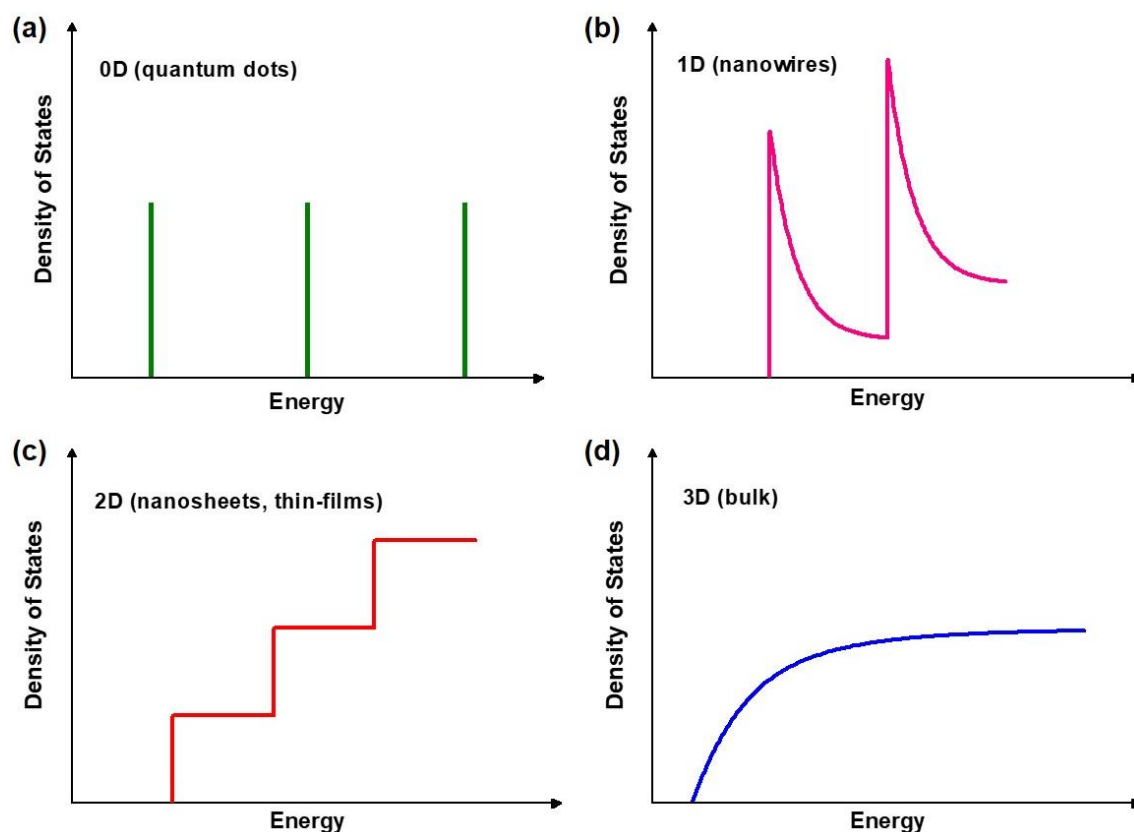 (a)
0D (quantum dots)
Density of States
Energy
(b)
1D (nanowires)
Density of States
Energy
(c)
2D (nanosheets, thin-films)
Density of States
Energy
(d)
3D (bulk)
Density of States
Energy